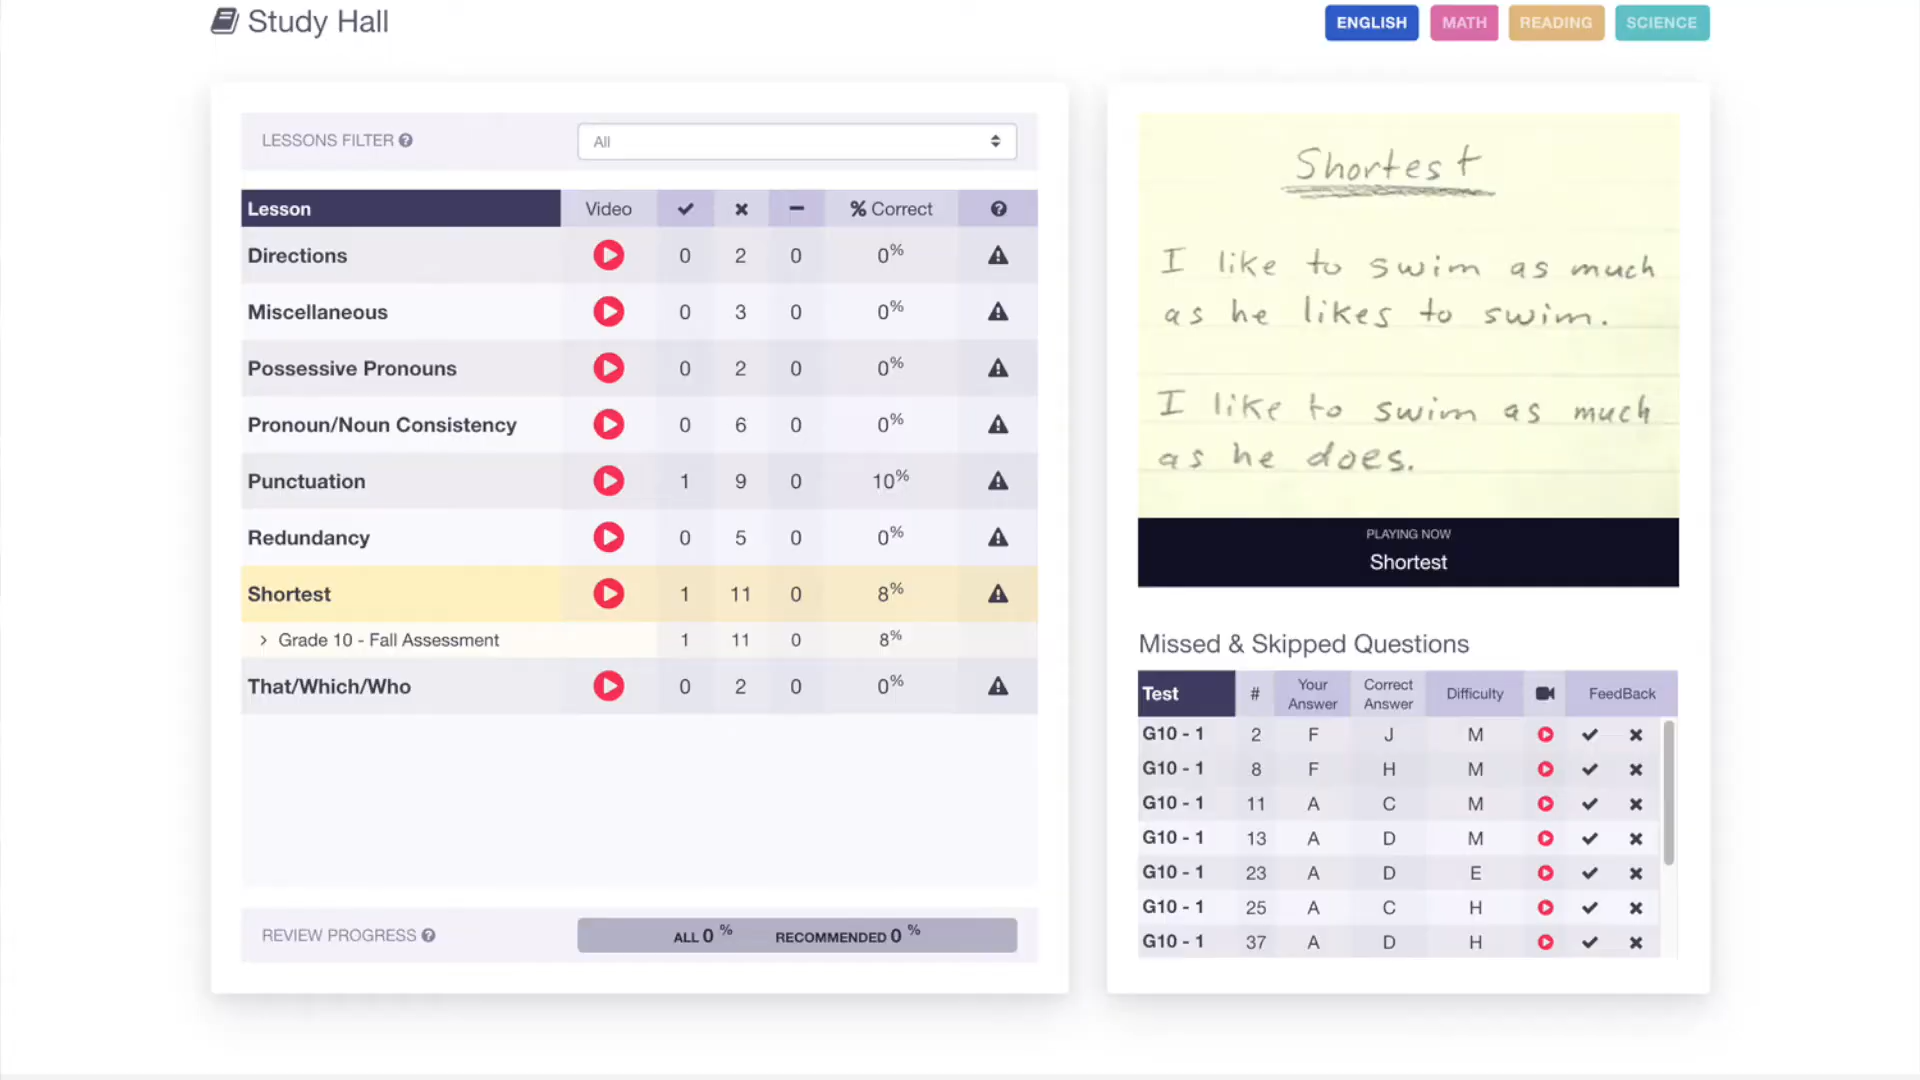 Study Hall
ENGLISH MATH READING SCIENCE
LESSONS FILTER
All
Lesson Video % Correct
Directions 0 2 0 0%
Miscellaneous 0 3 0 0%
Possessive Pronouns 0 2 0 0%
Pronoun/Noun Consistency 0 6 0 0%
Punctuation 1 9 0 10%
Redundancy 0 5 0 0%
Shortest 1 11 0 8%
Grade 10 - Fall Assessment 1 11 0 8%
That/Which/Who 0 2 0 0%
REVIEW PROGRESS
ALL 0 % RECOMMENDED 0 %
Shortest
I like to swim as much
as he likes to swim.
I like to swim as much
as he does.
PLAYING NOW
Shortest
Missed & Skipped Questions
Test # Your Answer Correct Answer Difficulty FeedBack
G10 - 1 2 F J M
G10 - 1 8 F H M
G10 - 1 11 A C M
G10 - 1 13 A D M
G10 - 1 23 A D E
G10 - 1 25 A C H
G10 - 1 37 A D H